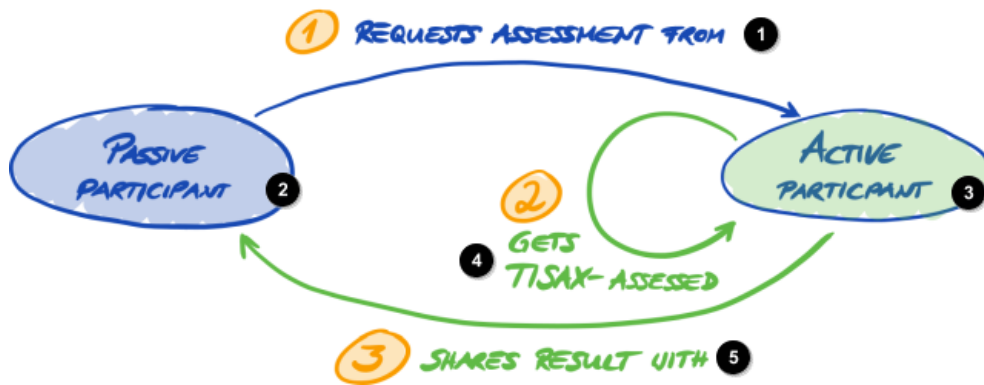 1 REQUESTS ASSESSMENT FROM 1
PASSIVE
PARTICIPANT 2
ACTIVE
PARTICPANT 3
2
4 GETS
TISAX-ASSESSED
3 SHARES RESULT WITH 5